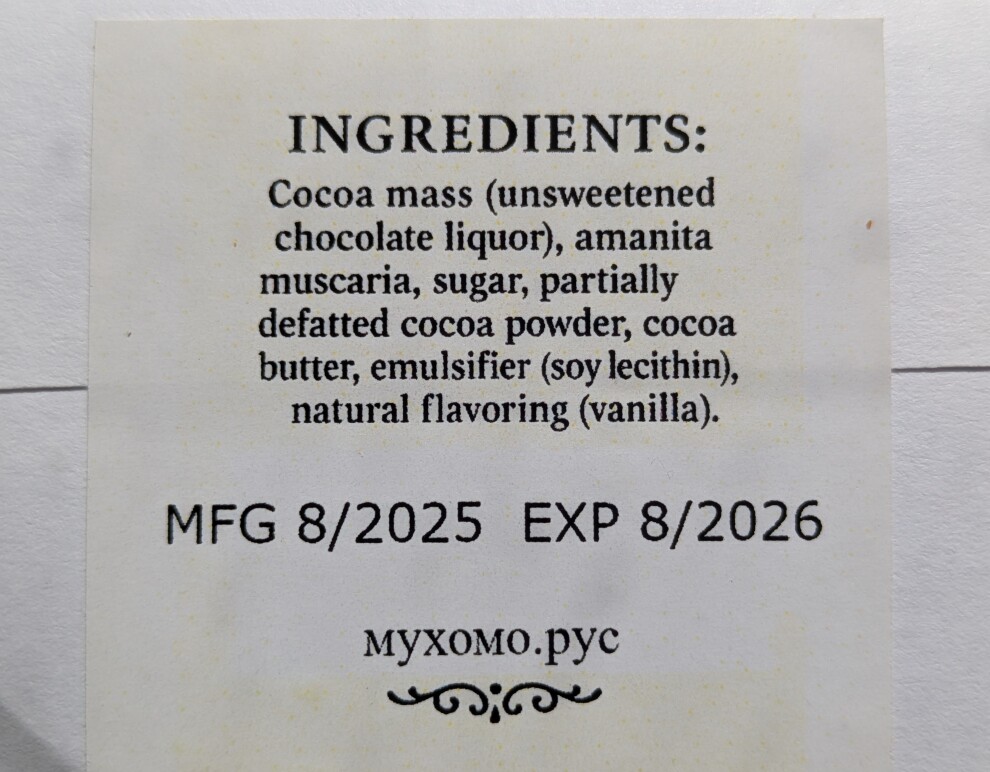 INGREDIENTS:
Cocoa mass (unsweetened
chocolate liquor), amanita
muscaria, sugar, partially
defatted cocoa powder, cocoa
butter, emulsifier (soy lecithin),
natural flavoring (vanilla).
MFG 8/2025 EXP 8/2026
мухомо.рус